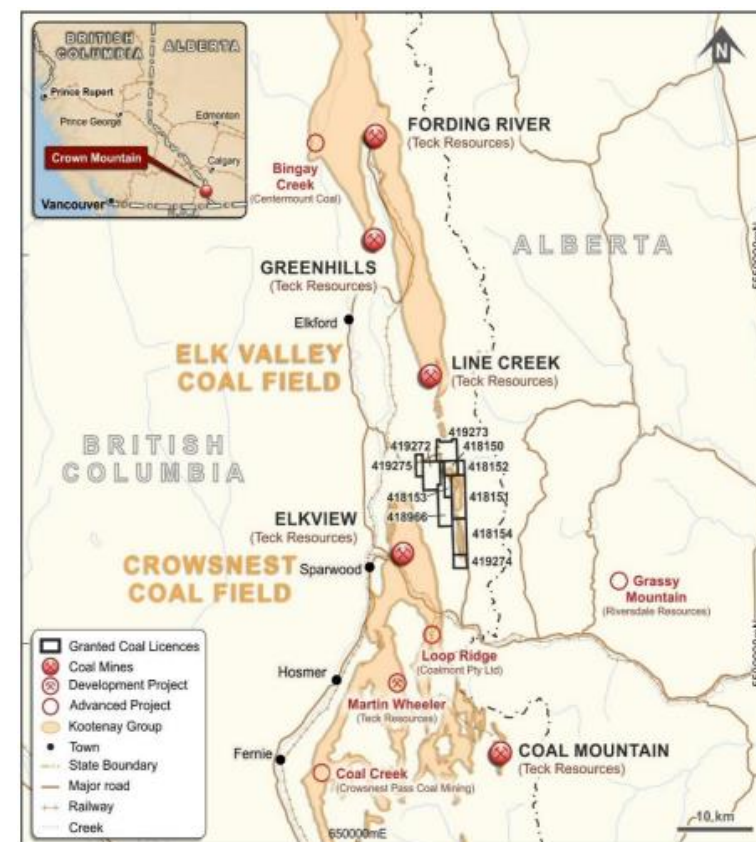 BRITISH
COLUMBIA
ALBERTA
Prince Rupert
Prince George
Edmonton
Crown Mountain
Calgary
Vancouver
N
FORDING RIVER
(Teck Resources)
Bingay
Creek
(Centermount Coal)
ALBERTA
GREENHILLS
(Teck Resources)
Elkford
ELK VALLEY
COAL FIELD
LINE CREEK
(Teck Resources)
BRITISH
COLUMBIA
419273
419272
418150
419275
418152
418153
418151
418966
418154
419274
ELKVIEW
(Teck Resources)
CROWSNEST
COAL FIELD
Sparwood
Grassy
Mountain
(Riversdale Resources)
Loop Ridge
(Coalmont Pty Ltd)
Hosmer
Martin Wheeler
(Teck Resources)
Fernie
COAL MOUNTAIN
(Teck Resources)
Coal Creek
(Crowsnest Pass Coal Mining)
Granted Coal Licences
Coal Mines
Development Project
Advanced Project
Kootenay Group
Town
State Boundary
Major road
Railway
Creek
650000mE
10 km